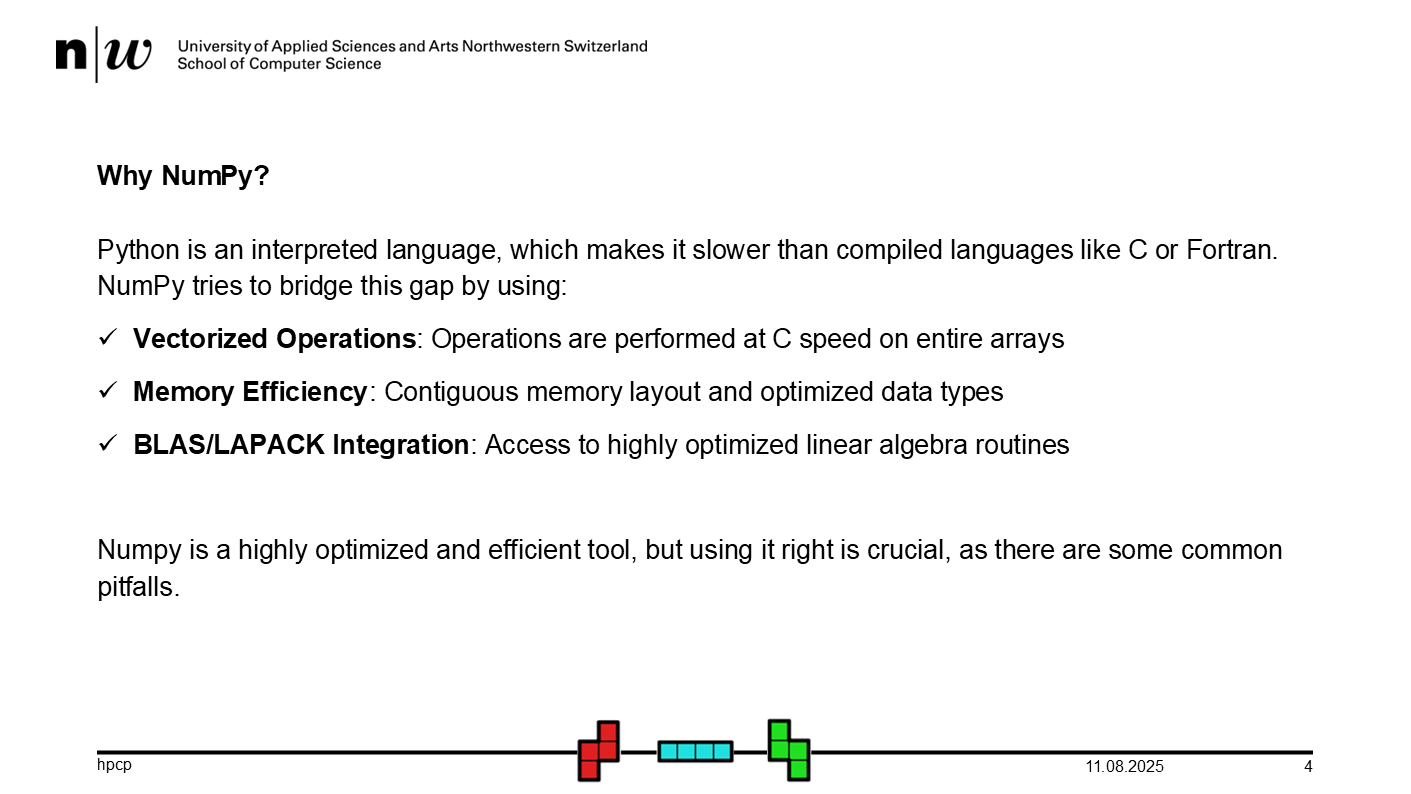 n|w University of Applied Sciences and Arts Northwestern Switzerland
School of Computer Science
Why NumPy?
Python is an interpreted language, which makes it slower than compiled languages like C or Fortran.
NumPy tries to bridge this gap by using:
✓ Vectorized Operations: Operations are performed at C speed on entire arrays
✓ Memory Efficiency: Contiguous memory layout and optimized data types
✓ BLAS/LAPACK Integration: Access to highly optimized linear algebra routines
Numpy is a highly optimized and efficient tool, but using it right is crucial, as there are some common
pitfalls.
hpcp 11.08.2025 4